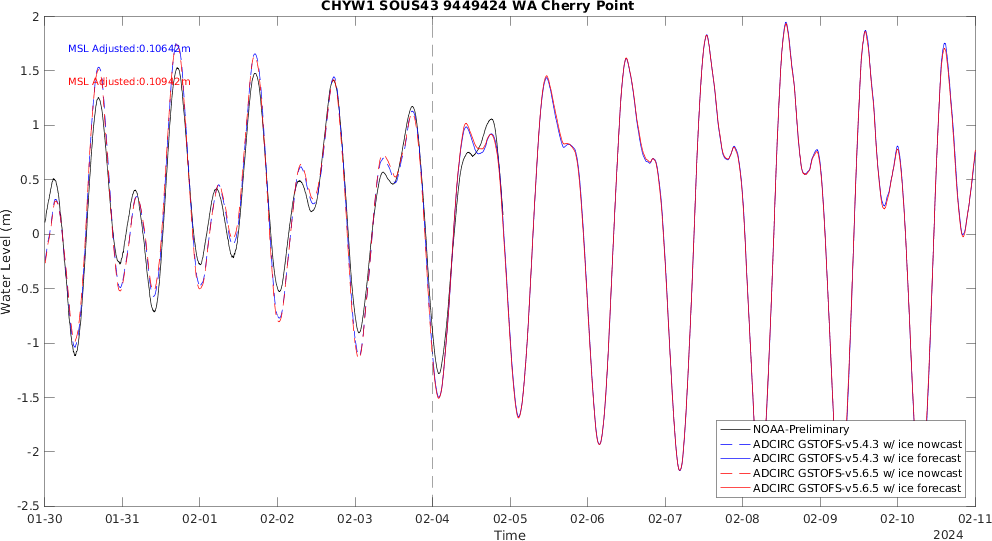 CHYW1 SOUS43 9449424 WA Cherry Point
MSL Adjusted:0.10642m
MSL Adjusted:0.10942m
Water Level (m)
2
1.5
1
0.5
0
-0.5
-1
-1.5
-2
-2.5
NOAA-Preliminary
ADCIRC GSTOFS-v5.4.3 w/ ice nowcast
ADCIRC GSTOFS-v5.4.3 w/ ice forecast
ADCIRC GSTOFS-v5.6.5 w/ ice nowcast
ADCIRC GSTOFS-v5.6.5 w/ ice forecast
01-30 01-31 02-01 02-02 02-03 02-04 02-05 02-06 02-07 02-08 02-09 02-10 02-11
Time
2024